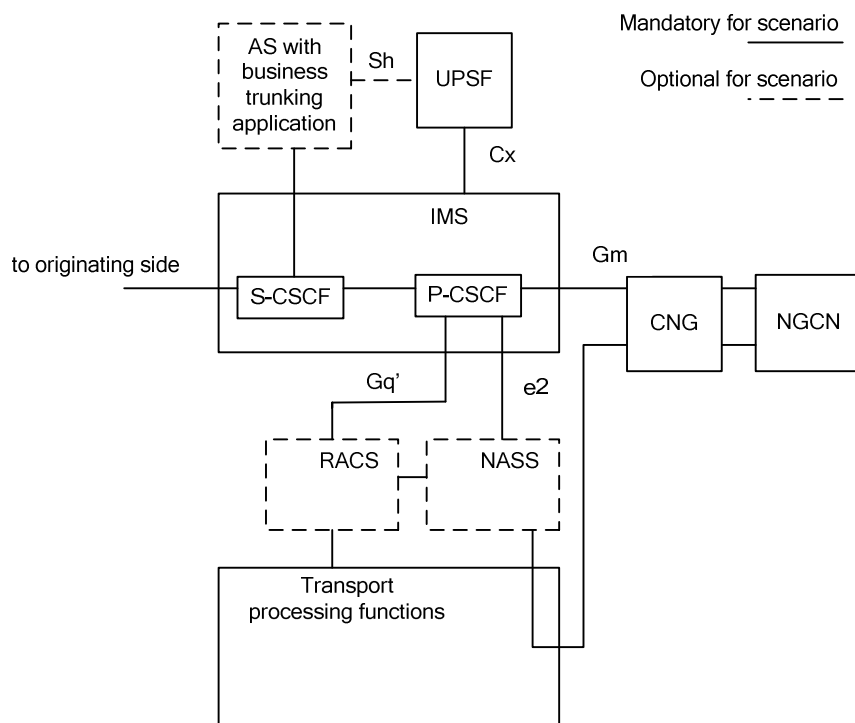 Mandatory for scenario
Optional for scenario
AS with
business
trunking
application
Sh
UPSF
Cx
IMS
to originating side
S-CSCF
P-CSCF
Gm
CNG
NGCN
Gq’
e2
RACS
NASS
Transport
processing functions